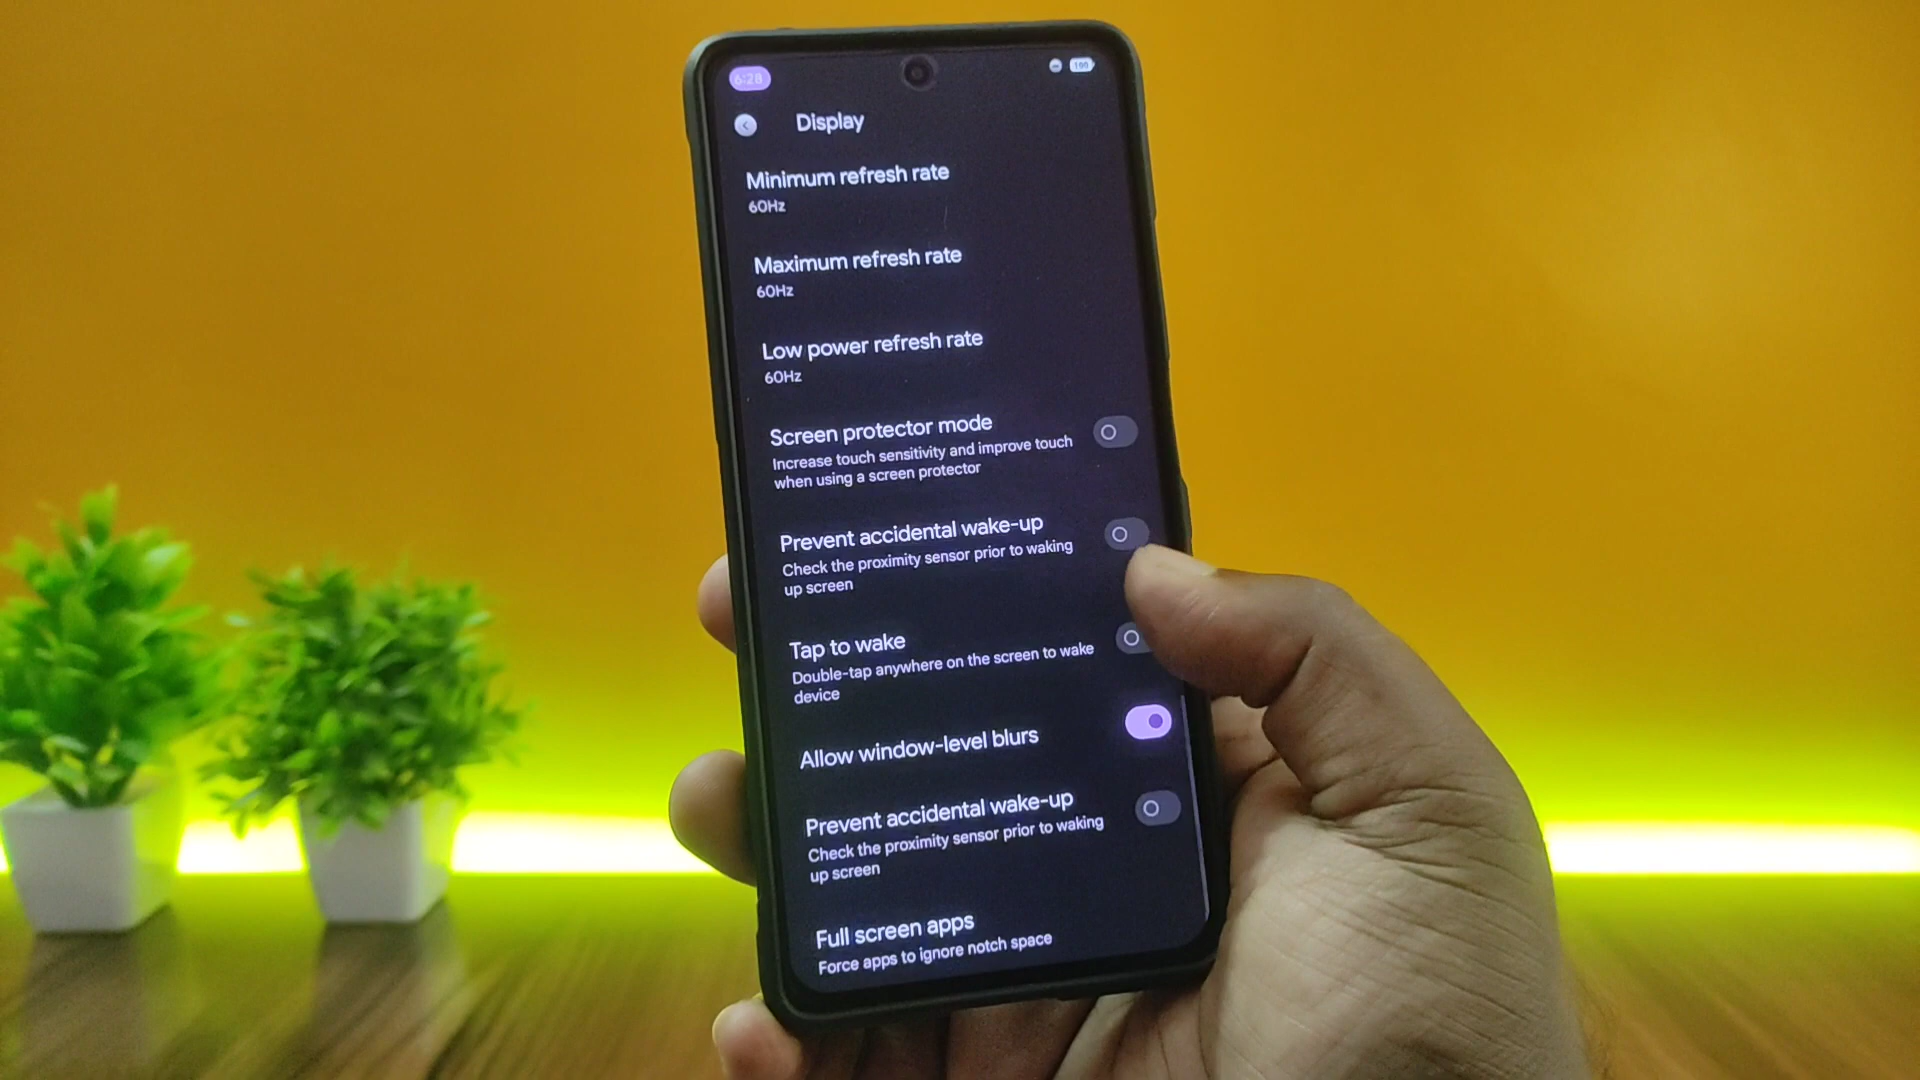 6:28
100
Display
Minimum refresh rate
60Hz
Maximum refresh rate
60Hz
Low power refresh rate
60Hz
Screen protector mode
Increase touch sensitivity and improve touch
when using a screen protector
Prevent accidental wake-up
Check the proximity sensor prior to waking
up screen
Tap to wake
Double-tap anywhere on the screen to wake
device
Allow window-level blurs
Prevent accidental wake-up
Check the proximity sensor prior to waking
up screen
Full screen apps
Force apps to ignore notch space